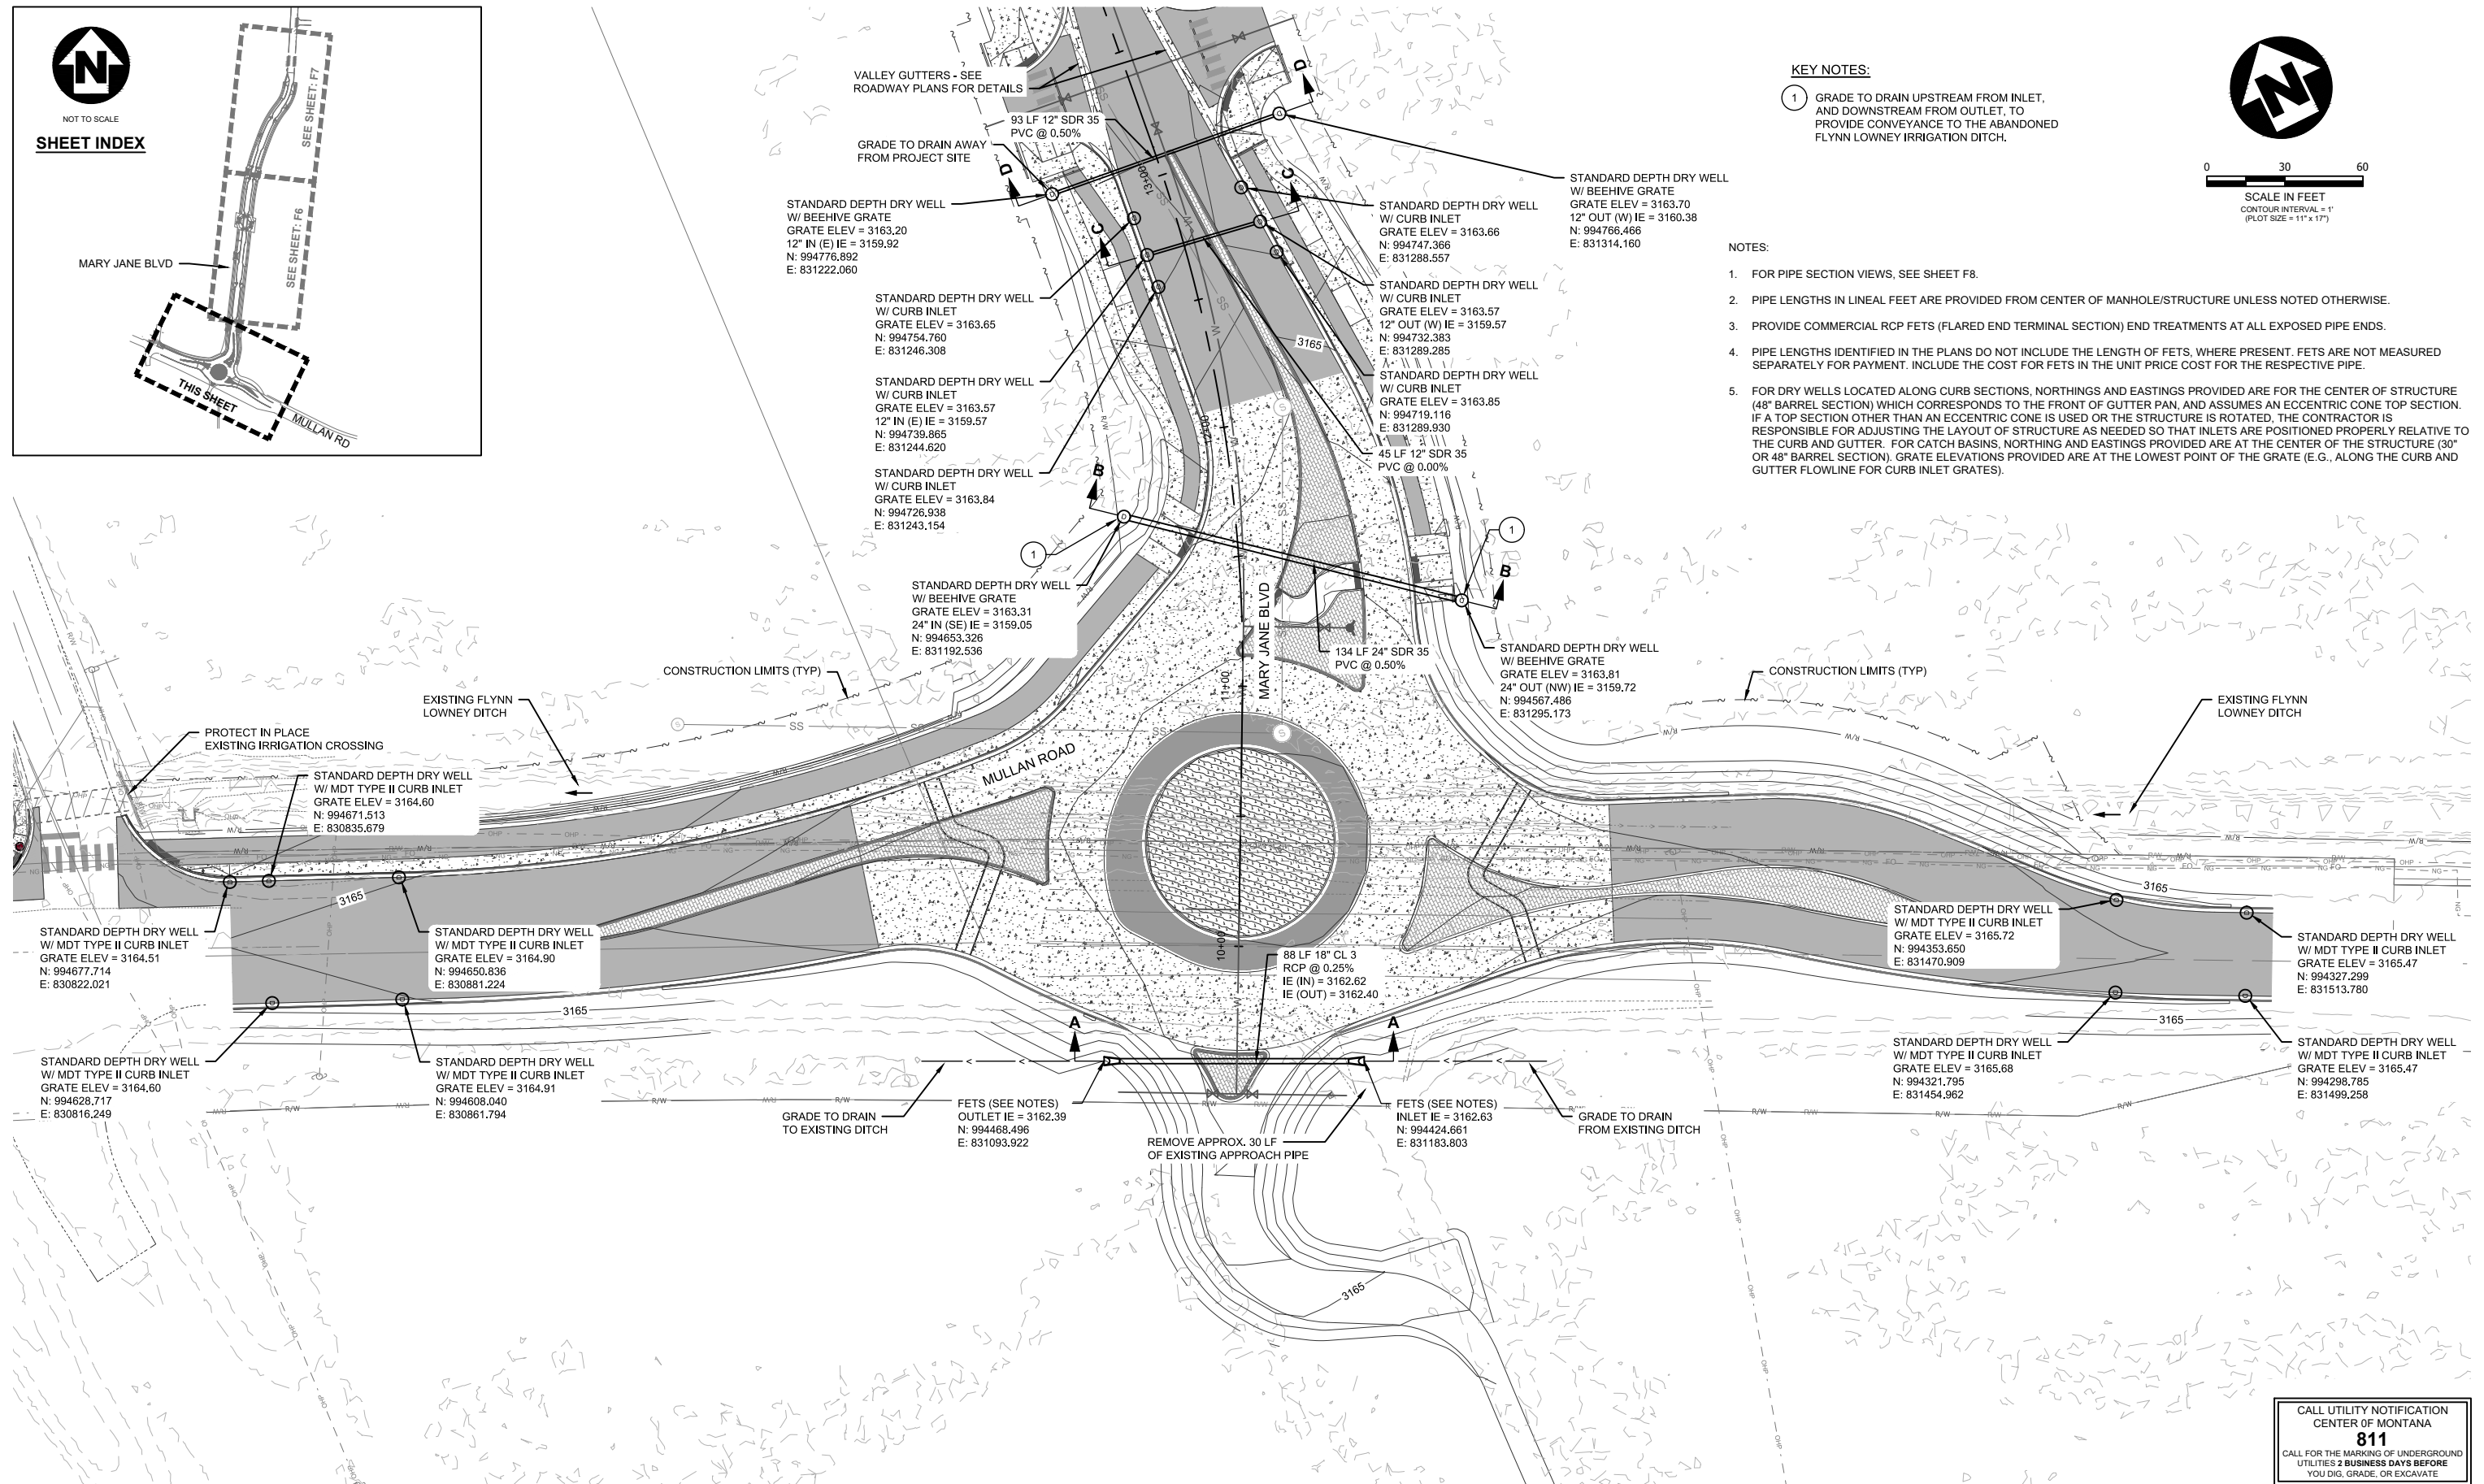 N
NOT TO SCALE
SHEET INDEX
MARY JANE BLVD
SEE SHEET: F7
SEE SHEET: F6
THIS SHEET
MULLAN RD
VALLEY GUTTERS - SEE
ROADWAY PLANS FOR DETAILS
93 LF 12" SDR 35
PVC @ 0.50%
GRADE TO DRAIN AWAY
FROM PROJECT SITE
D
D
C
C
13+00
STANDARD DEPTH DRY WELL
W/ BEEHIVE GRATE
GRATE ELEV = 3163.20
12" IN (E) IE = 3159.92
N: 994776.892
E: 831222.060
STANDARD DEPTH DRY WELL
W/ CURB INLET
GRATE ELEV = 3163.65
N: 994754.760
E: 831246.308
STANDARD DEPTH DRY WELL
W/ CURB INLET
GRATE ELEV = 3163.57
12" IN (E) IE = 3159.57
N: 994739.865
E: 831244.620
STANDARD DEPTH DRY WELL
W/ CURB INLET
GRATE ELEV = 3163.84
N: 994726.938
E: 831243.154
STANDARD DEPTH DRY WELL
W/ BEEHIVE GRATE
GRATE ELEV = 3163.70
12" OUT (W) IE = 3160.38
N: 994766.466
E: 831314.160
STANDARD DEPTH DRY WELL
W/ CURB INLET
GRATE ELEV = 3163.66
N: 994747.366
E: 831288.557
STANDARD DEPTH DRY WELL
W/ CURB INLET
GRATE ELEV = 3163.57
12" OUT (W) IE = 3159.57
N: 994732.383
E: 831289.285
3165
STANDARD DEPTH DRY WELL
W/ CURB INLET
GRATE ELEV = 3163.85
N: 994719.116
E: 831289.930
12+00
45 LF 12" SDR 35
PVC @ 0.00%
KEY NOTES:
1 GRADE TO DRAIN UPSTREAM FROM INLET,
AND DOWNSTREAM FROM OUTLET, TO
PROVIDE CONVEYANCE TO THE ABANDONED
FLYNN LOWNEY IRRIGATION DITCH.
N
0 30 60
SCALE IN FEET
CONTOUR INTERVAL = 1'
(PLOT SIZE = 11" x 17")
NOTES:
1. FOR PIPE SECTION VIEWS, SEE SHEET F8.
2. PIPE LENGTHS IN LINEAL FEET ARE PROVIDED FROM CENTER OF MANHOLE/STRUCTURE UNLESS NOTED OTHERWISE.
3. PROVIDE COMMERCIAL RCP FETS (FLARED END TERMINAL SECTION) END TREATMENTS AT ALL EXPOSED PIPE ENDS.
4. PIPE LENGTHS IDENTIFIED IN THE PLANS DO NOT INCLUDE THE LENGTH OF FETS, WHERE PRESENT. FETS ARE NOT MEASURED
SEPARATELY FOR PAYMENT. INCLUDE THE COST FOR FETS IN THE UNIT PRICE COST FOR THE RESPECTIVE PIPE.
5. FOR DRY WELLS LOCATED ALONG CURB SECTIONS, NORTHINGS AND EASTINGS PROVIDED ARE FOR THE CENTER OF STRUCTURE
(48" BARREL SECTION) WHICH CORRESPONDS TO THE FRONT OF GUTTER PAN, AND ASSUMES AN ECCENTRIC CONE TOP SECTION.
IF A TOP SECTION OTHER THAN AN ECCENTRIC CONE IS USED OR THE STRUCTURE IS ROTATED, THE CONTRACTOR IS
RESPONSIBLE FOR ADJUSTING THE LAYOUT OF STRUCTURE AS NEEDED SO THAT INLETS ARE POSITIONED PROPERLY RELATIVE TO
THE CURB AND GUTTER. FOR CATCH BASINS, NORTHING AND EASTINGS PROVIDED ARE AT THE CENTER OF THE STRUCTURE (30"
OR 48" BARREL SECTION). GRATE ELEVATIONS PROVIDED ARE AT THE LOWEST POINT OF THE GRATE (E.G., ALONG THE CURB AND
GUTTER FLOWLINE FOR CURB INLET GRATES).
B
1
1
B
STANDARD DEPTH DRY WELL
W/ BEEHIVE GRATE
GRATE ELEV = 3163.31
24" IN (SE) IE = 3159.05
N: 994653.326
E: 831192.536
MARY JANE BLVD
134 LF 24" SDR 35
PVC @ 0.50%
11+00
STANDARD DEPTH DRY WELL
W/ BEEHIVE GRATE
GRATE ELEV = 3163.81
24" OUT (NW) IE = 3159.72
N: 994567.486
E: 831295.173
CONSTRUCTION LIMITS (TYP)
CONSTRUCTION LIMITS (TYP)
EXISTING FLYNN
LOWNEY DITCH
EXISTING FLYNN
LOWNEY DITCH
PROTECT IN PLACE
EXISTING IRRIGATION CROSSING
MULLAN ROAD
STANDARD DEPTH DRY WELL
W/ MDT TYPE II CURB INLET
GRATE ELEV = 3164.60
N: 994671.513
E: 830835.679
3165
STANDARD DEPTH DRY WELL
W/ MDT TYPE II CURB INLET
GRATE ELEV = 3164.51
N: 994677.714
E: 830822.021
STANDARD DEPTH DRY WELL
W/ MDT TYPE II CURB INLET
GRATE ELEV = 3164.90
N: 994650.836
E: 830881.224
3165
10+00
88 LF 18" CL 3
RCP @ 0.25%
IE (IN) = 3162.62
IE (OUT) = 3162.40
3165
STANDARD DEPTH DRY WELL
W/ MDT TYPE II CURB INLET
GRATE ELEV = 3165.72
N: 994353.650
E: 831470.909
STANDARD DEPTH DRY WELL
W/ MDT TYPE II CURB INLET
GRATE ELEV = 3165.47
N: 994327.299
E: 831513.780
3165
A
A
STANDARD DEPTH DRY WELL
W/ MDT TYPE II CURB INLET
GRATE ELEV = 3164.60
N: 994628.717
E: 830816.249
STANDARD DEPTH DRY WELL
W/ MDT TYPE II CURB INLET
GRATE ELEV = 3164.91
N: 994608.040
E: 830861.794
GRADE TO DRAIN
TO EXISTING DITCH
FETS (SEE NOTES)
OUTLET IE = 3162.39
N: 994468.496
E: 831093.922
REMOVE APPROX. 30 LF
OF EXISTING APPROACH PIPE
FETS (SEE NOTES)
INLET IE = 3162.63
N: 994424.661
E: 831183.803
GRADE TO DRAIN
FROM EXISTING DITCH
STANDARD DEPTH DRY WELL
W/ MDT TYPE II CURB INLET
GRATE ELEV = 3165.68
N: 994321.795
E: 831454.962
STANDARD DEPTH DRY WELL
W/ MDT TYPE II CURB INLET
GRATE ELEV = 3165.47
N: 994298.785
E: 831499.258
3165
CALL UTILITY NOTIFICATION
CENTER OF MONTANA
811
CALL FOR THE MARKING OF UNDERGROUND
UTILITIES 2 BUSINESS DAYS BEFORE
YOU DIG, GRADE, OR EXCAVATE